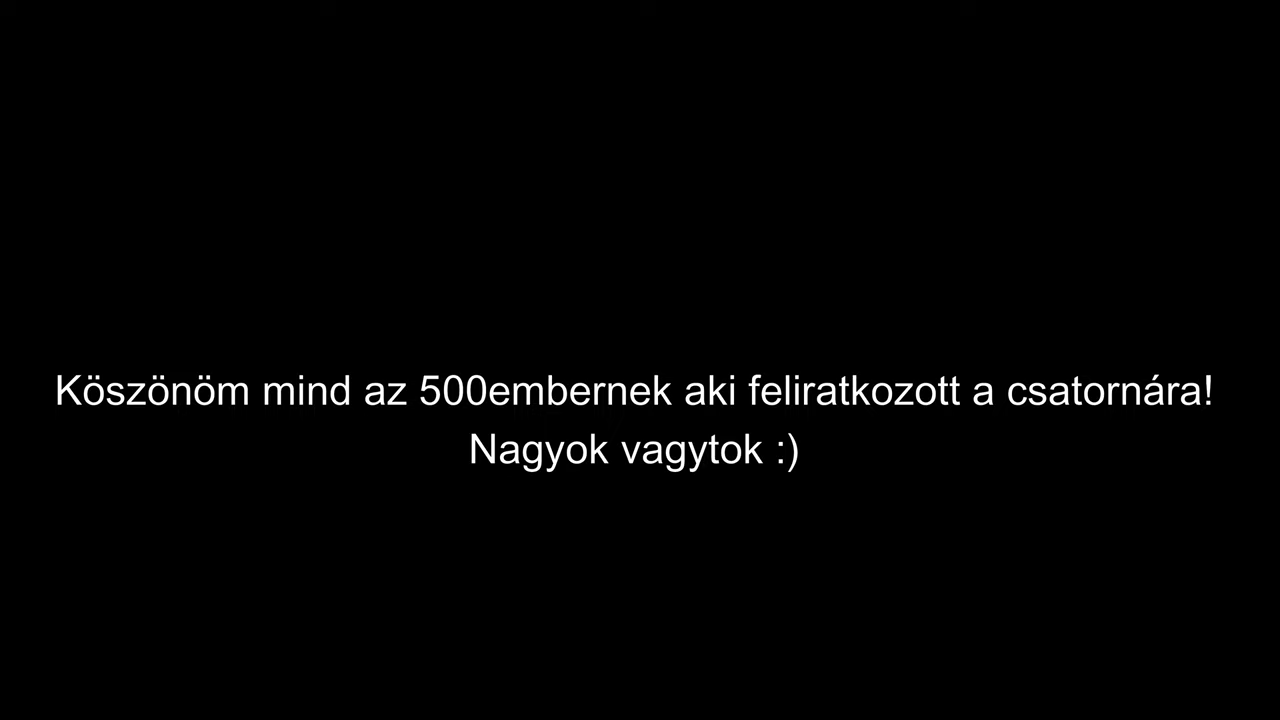 Köszönöm mind az 500embernek aki feliratkozott a csatornára!
Nagyok vagytok :)